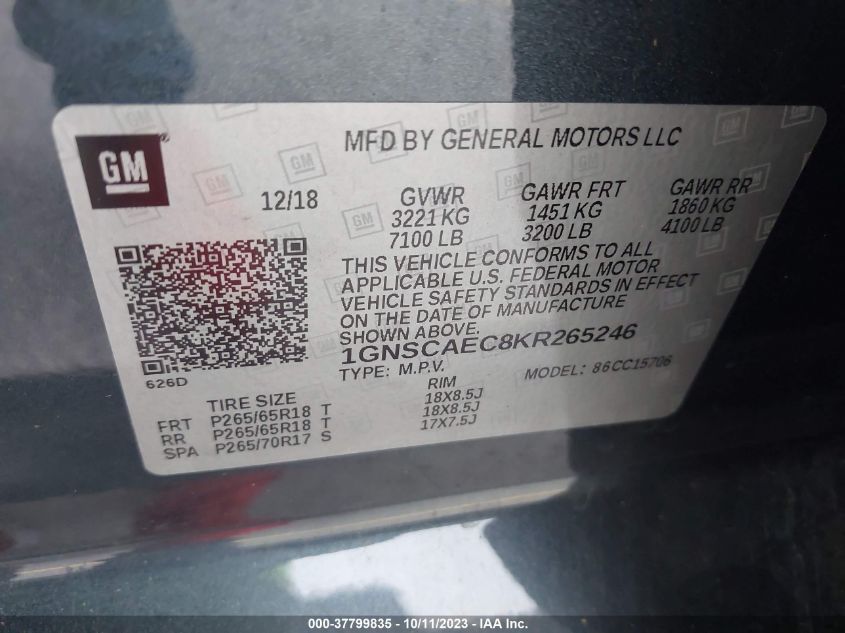 GM
MFD BY GENERAL MOTORS LLC
12/18
GVWR GAWR FRT GAWR RR
3221 KG 1451 KG 1860 KG
7100 LB 3200 LB 4100 LB
THIS VEHICLE CONFORMS TO ALL
APPLICABLE U.S. FEDERAL MOTOR
VEHICLE SAFETY STANDARDS IN EFFECT
ON THE DATE OF MANUFACTURE
SHOWN ABOVE.
1GNSCAEC8KR265246
TYPE: M.P.V. MODEL: 86CC15706
626D
TIRE SIZE RIM
FRT P265/65R18 T 18X8.5J
RR P265/65R18 T 18X8.5J
SPA P265/70R17 S 17X7.5J
000-37799835 - 10/11/2023 - IAA Inc.